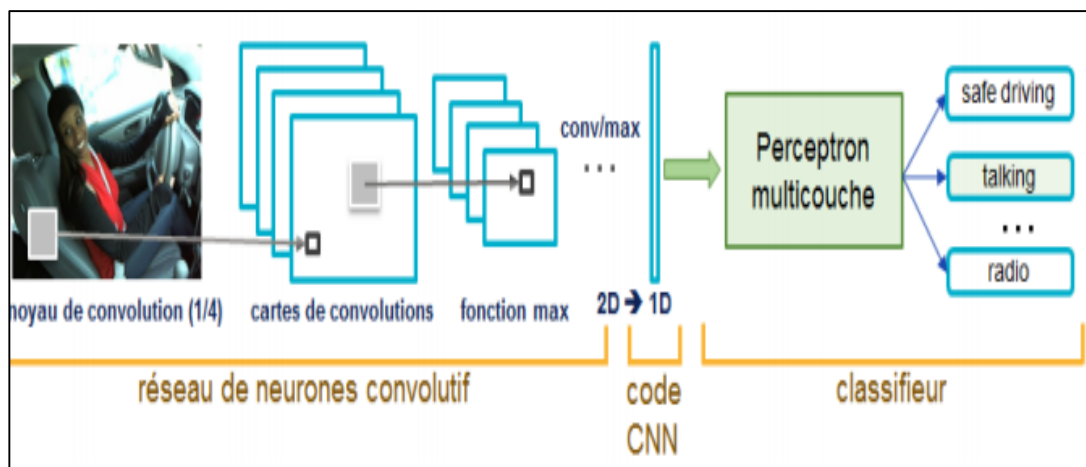 conv/max
...
Perceptron
multicouche
safe driving
talking
...
radio
noyau de convolution (1/4)
cartes de convolutions
fonction max
2D → 1D
réseau de neurones convolutif
code
CNN
classifieur